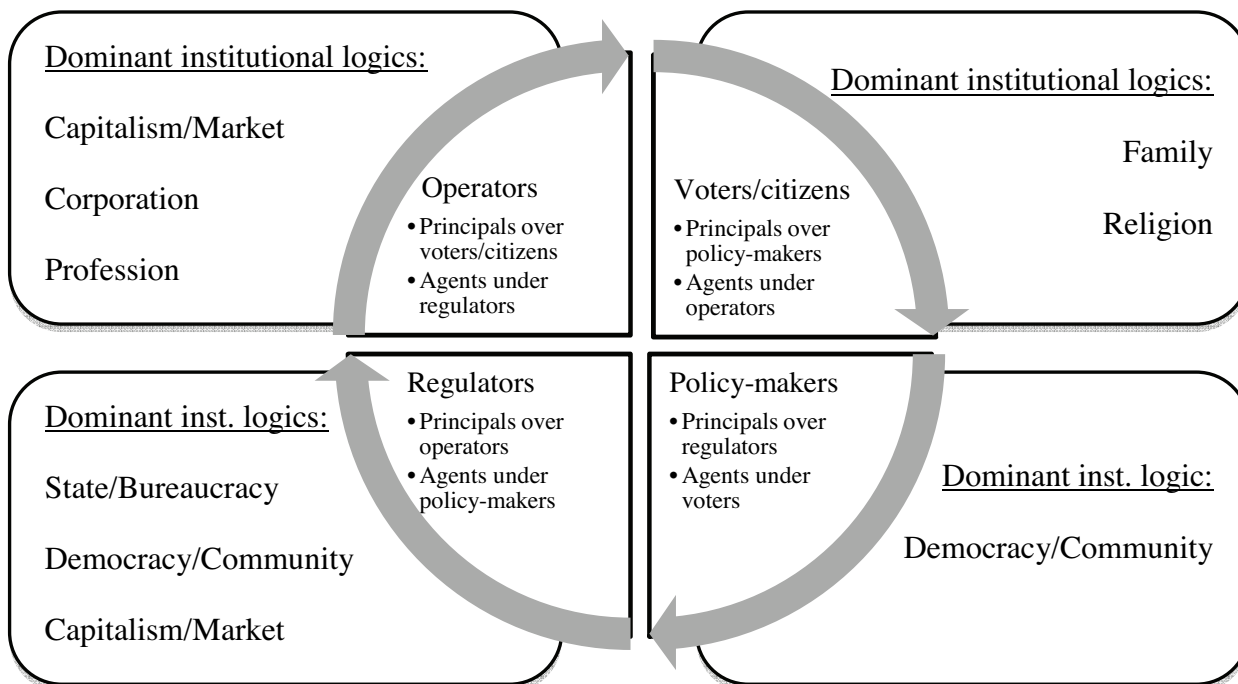 Dominant institutional logics:
Capitalism/Market
Corporation
Profession
Operators
• Principals over
voters/citizens
• Agents under
regulators
Dominant institutional logics:
Family
Religion
Voters/citizens
• Principals over
policy-makers
• Agents under
operators
Dominant inst. logics:
State/Bureaucracy
Democracy/Community
Capitalism/Market
Regulators
• Principals over
operators
• Agents under
policy-makers
Policy-makers
• Principals over
regulators
• Agents under
voters
Dominant inst. logic:
Democracy/Community